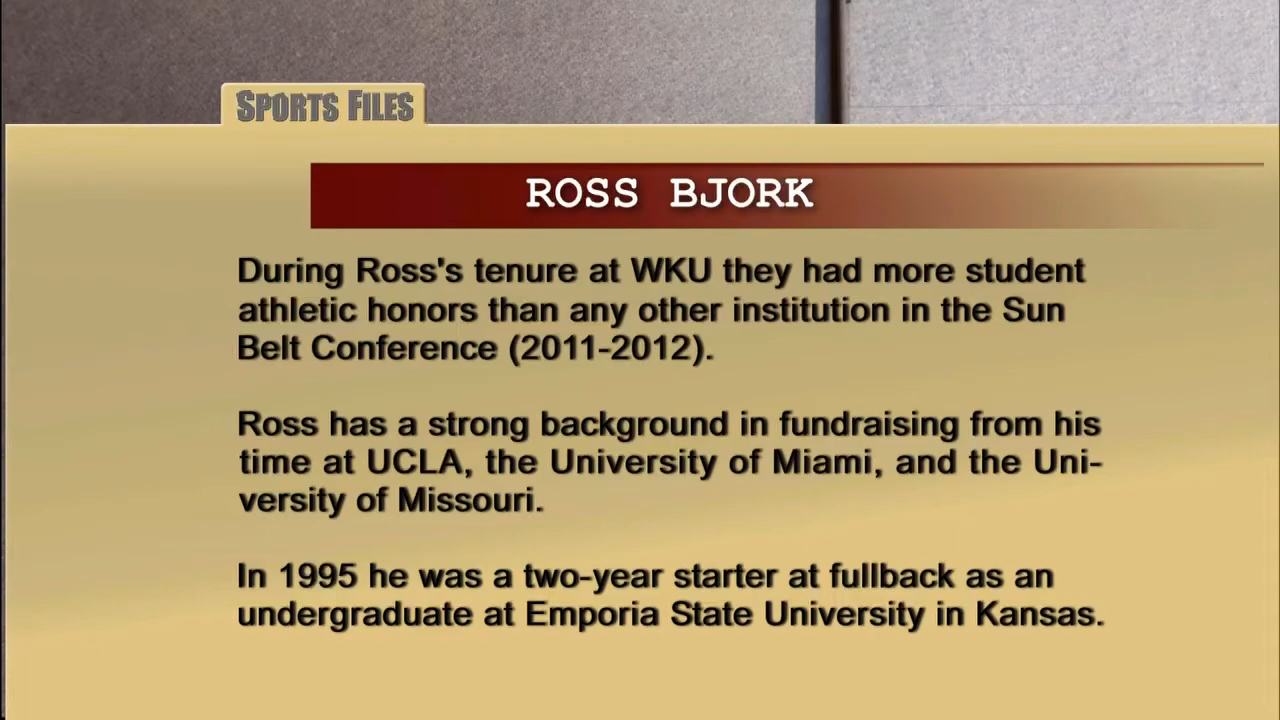 SPORTS FILES
ROSS BJORK
During Ross's tenure at WKU they had more student
athletic honors than any other institution in the Sun
Belt Conference (2011-2012).
Ross has a strong background in fundraising from his
time at UCLA, the University of Miami, and the Uni-
versity of Missouri.
In 1995 he was a two-year starter at fullback as an
undergraduate at Emporia State University in Kansas.